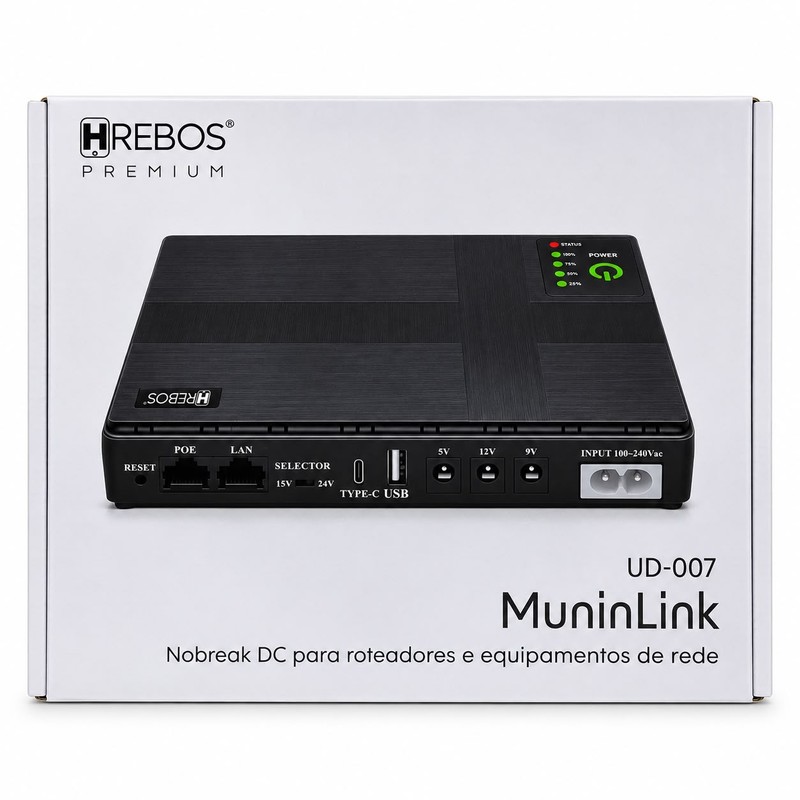 HREBOS®
PREMIUM
STATUS
100%
75%
50%
25%
POWER
HREBOS®
RESET
POE
LAN
SELECTOR
15V 24V
TYPE-C
USB
5V
12V
9V
INPUT 100~240Vac
UD-007
MuninLink
Nobreak DC para roteadores e equipamentos de rede